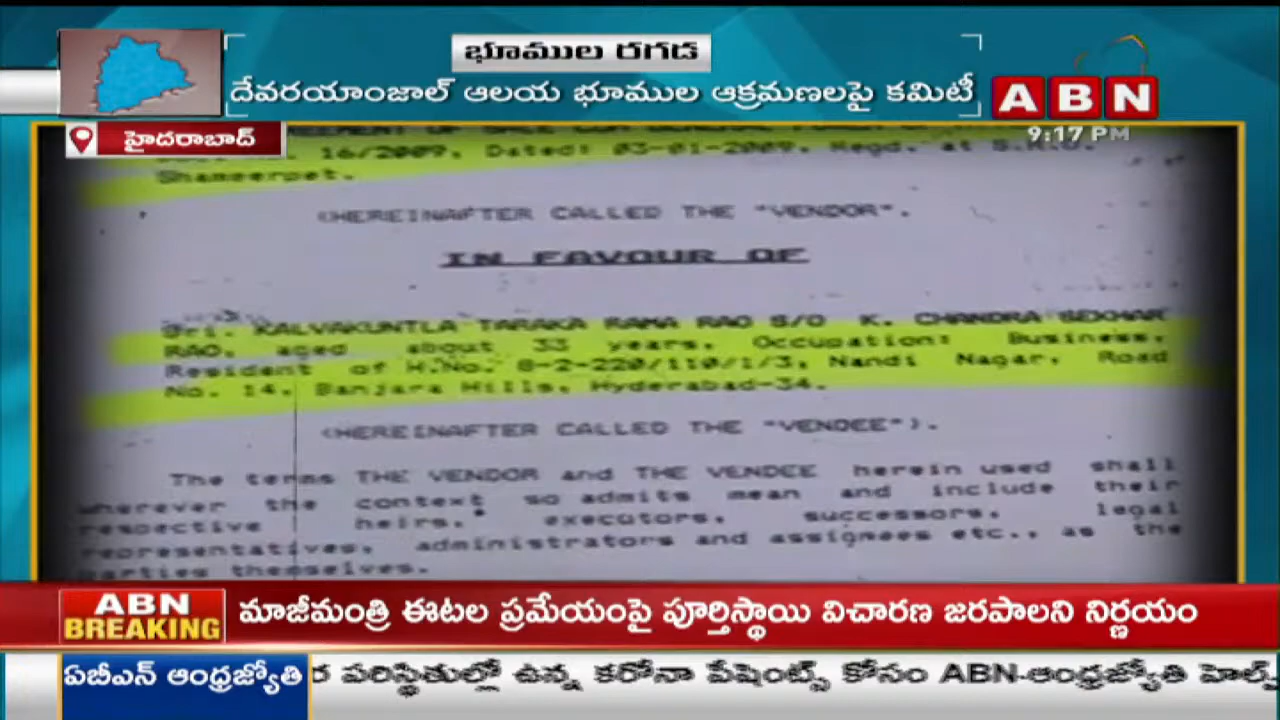 భూముల రగడ
దేవరయాంజాల్ ఆలయ భూముల ఆక్రమణలపై కమిటీ
ABN
9:17 PM
హైదరాబాద్
16/2009, Dated: 03-01-2009, Regd. at S.R.O.
Shameerpet.
(HEREINAFTER CALLED THE "VENDOR".
IN FAVOUR OF
Sri. KALVAKUNTLA TARAKA RAMA RAO S/O K. CHANDRA SEKHAR
RAO, aged about 33 years, Occupation: Business,
Resident of H.No. 8-2-220/110/1/3, Nandi Nagar, Road
No. 14, Banjara Hills, Hyderabad-34.
(HEREINAFTER CALLED THE "VENDEE").
The terms THE VENDOR and THE VENDEE herein used shall
wherever the context so admits mean and include their
respective heirs, executors, successors, legal
representatives, administrators and assignees etc., as the
parties themselves.
ABN
BREAKING
మాజీమంత్రి ఈటల ప్రమేయంపై పూర్తిస్థాయి విచారణ జరపాలని నిర్ణయం
ఏబీఎన్ ఆంధ్రజ్యోతి
ర పరిస్థితుల్లో ఉన్న కరోనా పేషెంట్స్ కోసం ABN-ఆంధ్రజ్యోతి హెల్ప్